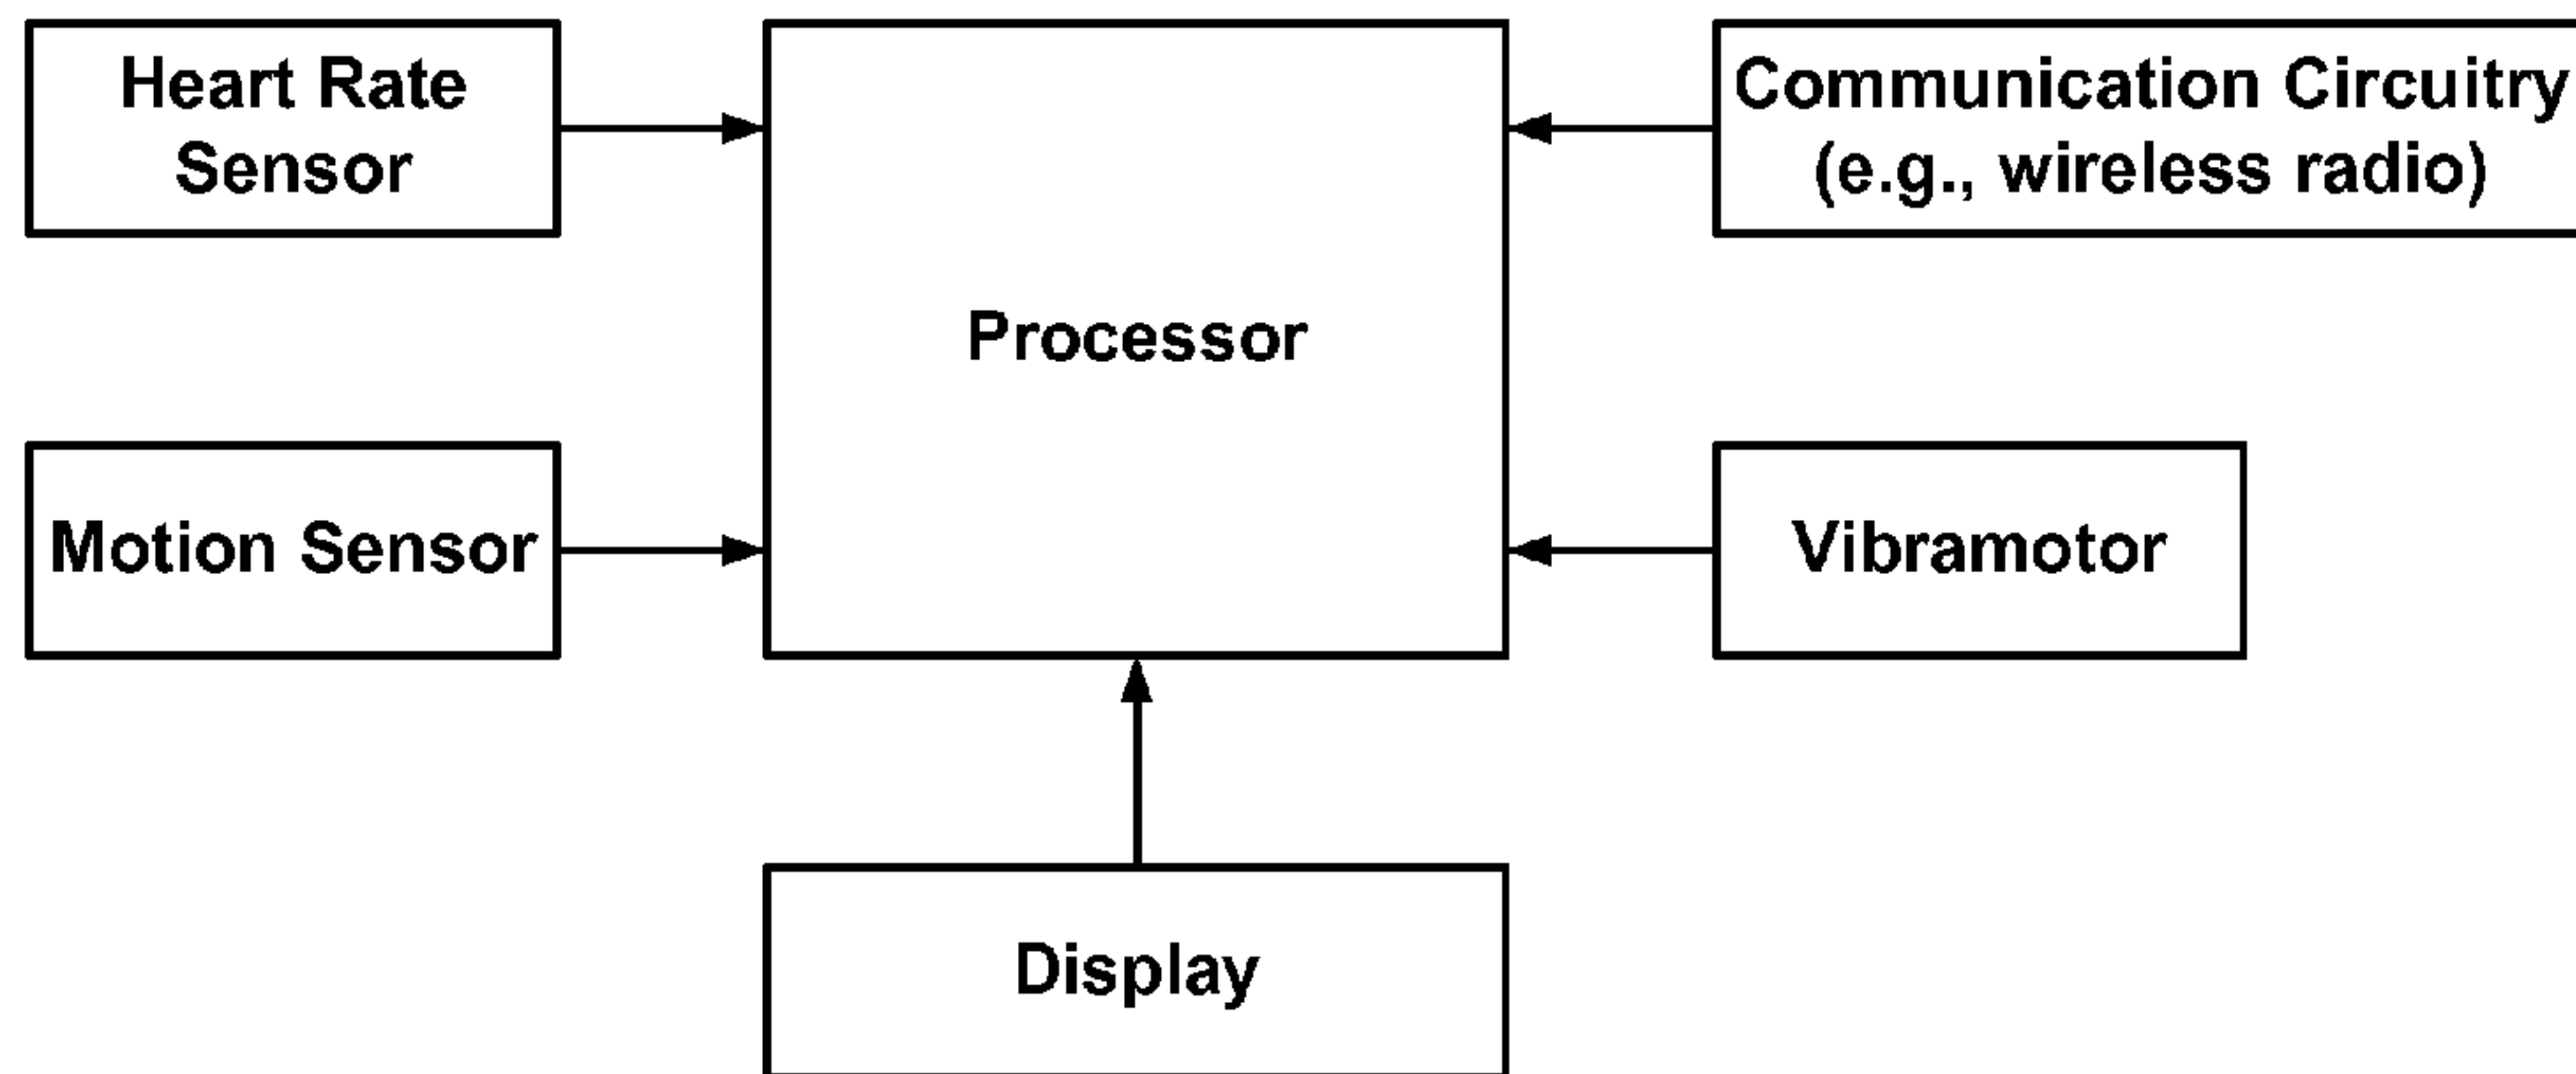 Heart Rate
Sensor
Processor
Communication Circuitry
(e.g., wireless radio)
Motion Sensor
Vibramotor
Display